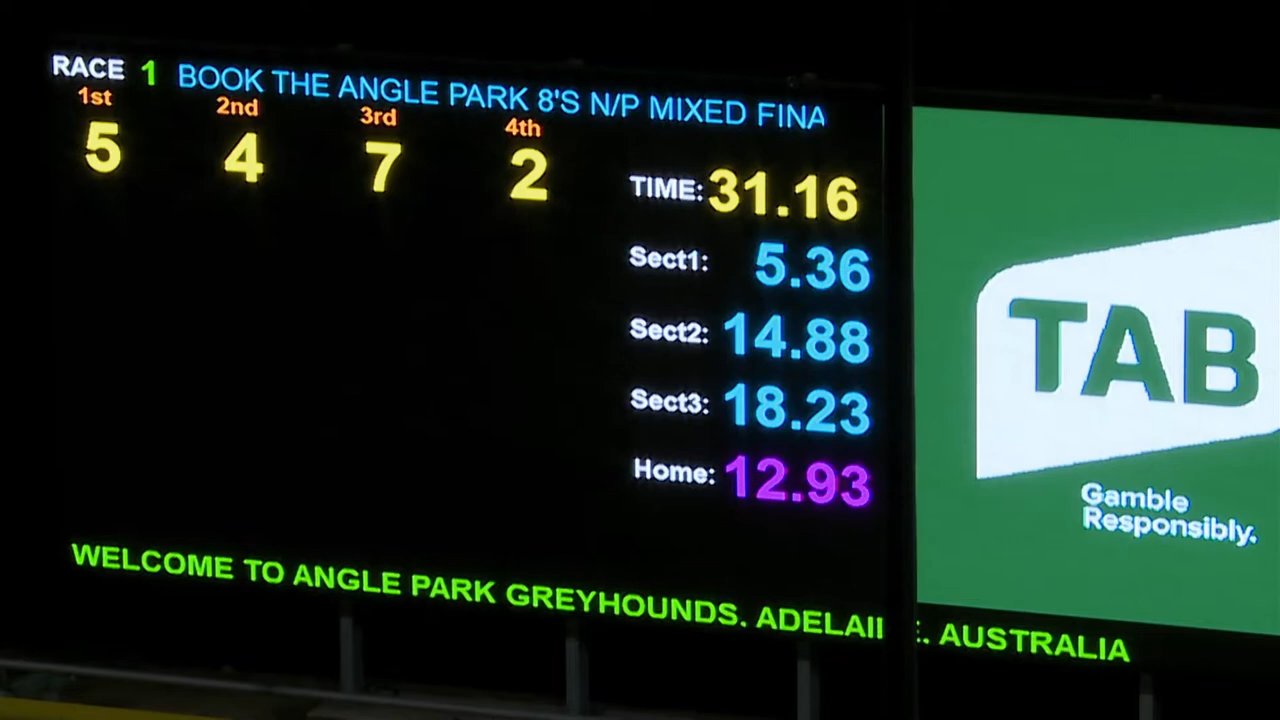 RACE 1 BOOK THE ANGLE PARK 8'S N/P MIXED FINA
1st 2nd 3rd 4th
5 4 7 2
TIME: 31.16
Sect1: 5.36
Sect2: 14.88
Sect3: 18.23
Home: 12.93
WELCOME TO ANGLE PARK GREYHOUNDS. ADELAI E. AUSTRALIA
TAB
Gamble
Responsibly.